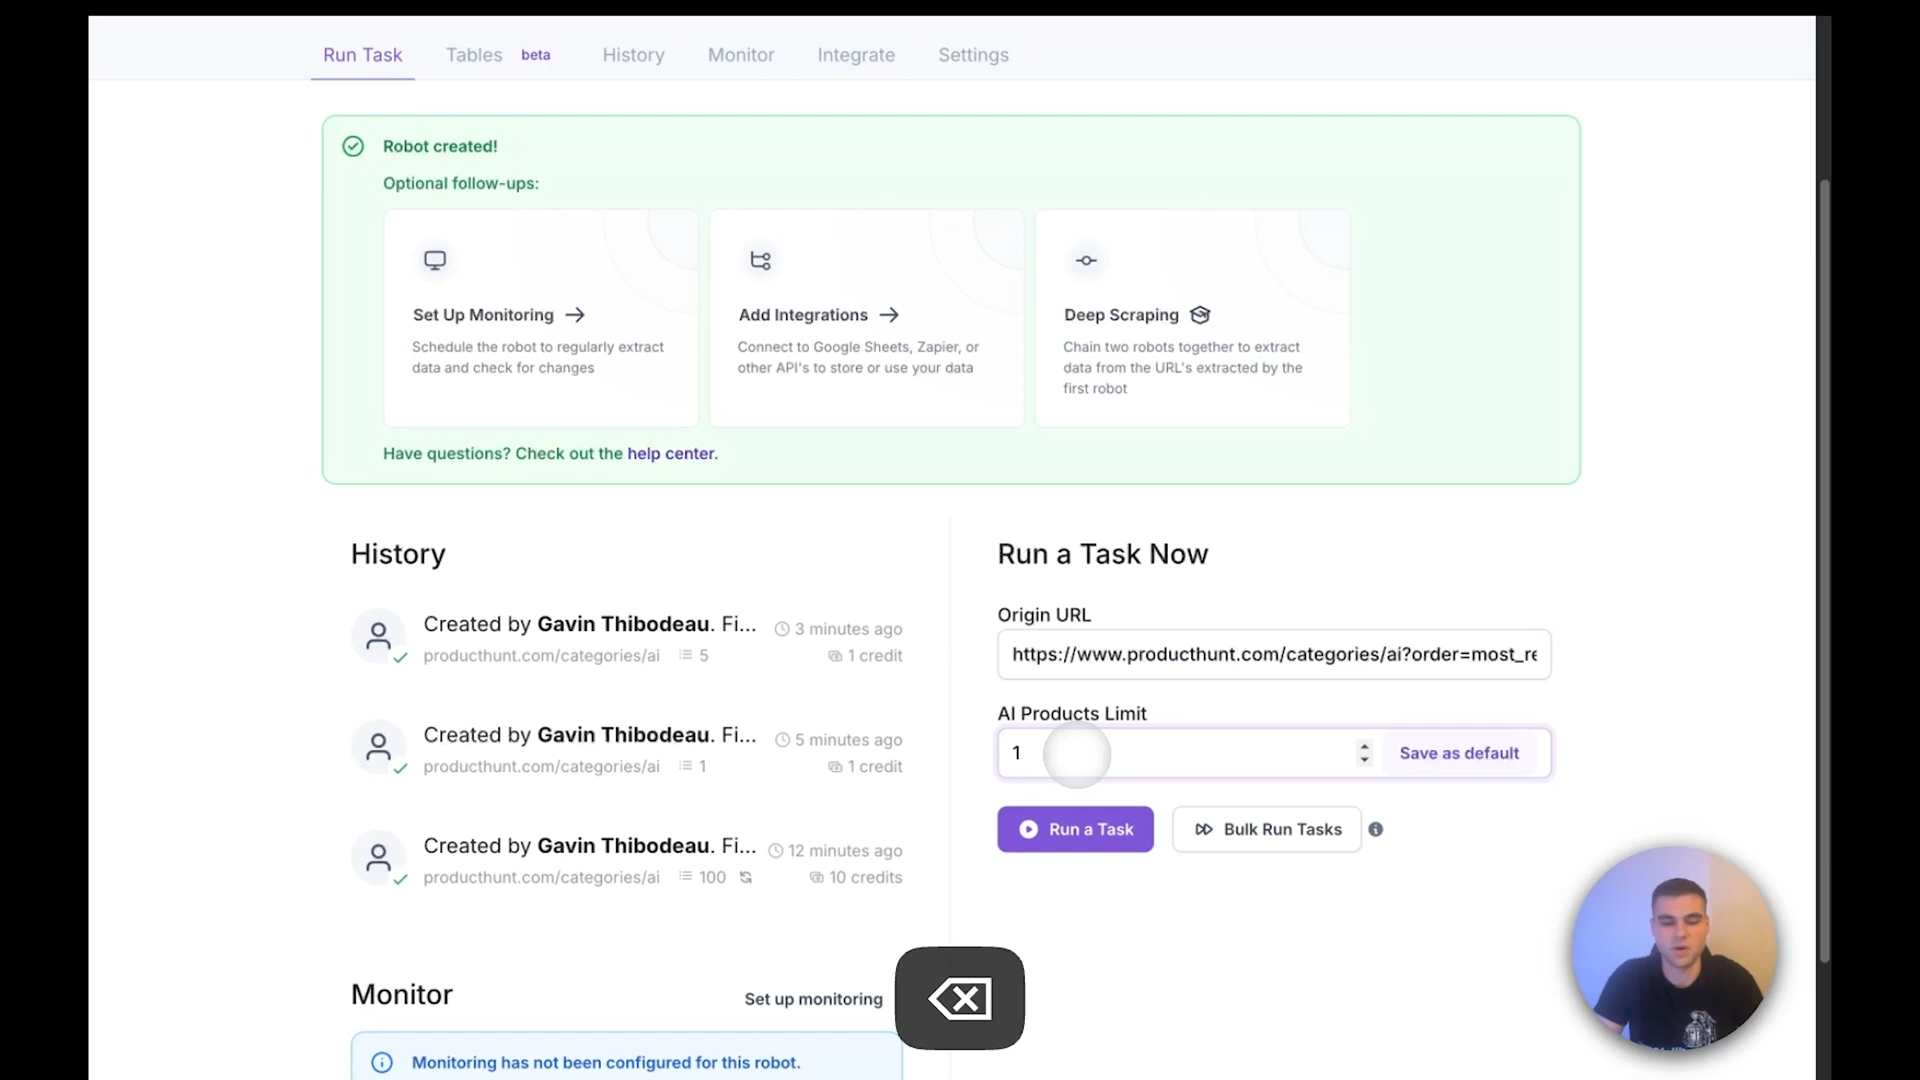 Run Task
Tables beta
History
Monitor
Integrate
Settings
Robot created!
Optional follow-ups:
Set Up Monitoring
Schedule the robot to regularly extract
data and check for changes
Add Integrations
Connect to Google Sheets, Zapier, or
other API's to store or use your data
Deep Scraping
Chain two robots together to extract
data from the URL's extracted by the
first robot
Have questions? Check out the help center.
History
Created by Gavin Thibodeau. Fi...
3 minutes ago
producthunt.com/categories/ai 5
1 credit
Created by Gavin Thibodeau. Fi...
5 minutes ago
producthunt.com/categories/ai 1
1 credit
Created by Gavin Thibodeau. Fi...
12 minutes ago
producthunt.com/categories/ai 100
10 credits
Monitor
Set up monitoring
Monitoring has not been configured for this robot.
Run a Task Now
Origin URL
https://www.producthunt.com/categories/ai?order=most_re
AI Products Limit
1
Save as default
Run a Task
Bulk Run Tasks